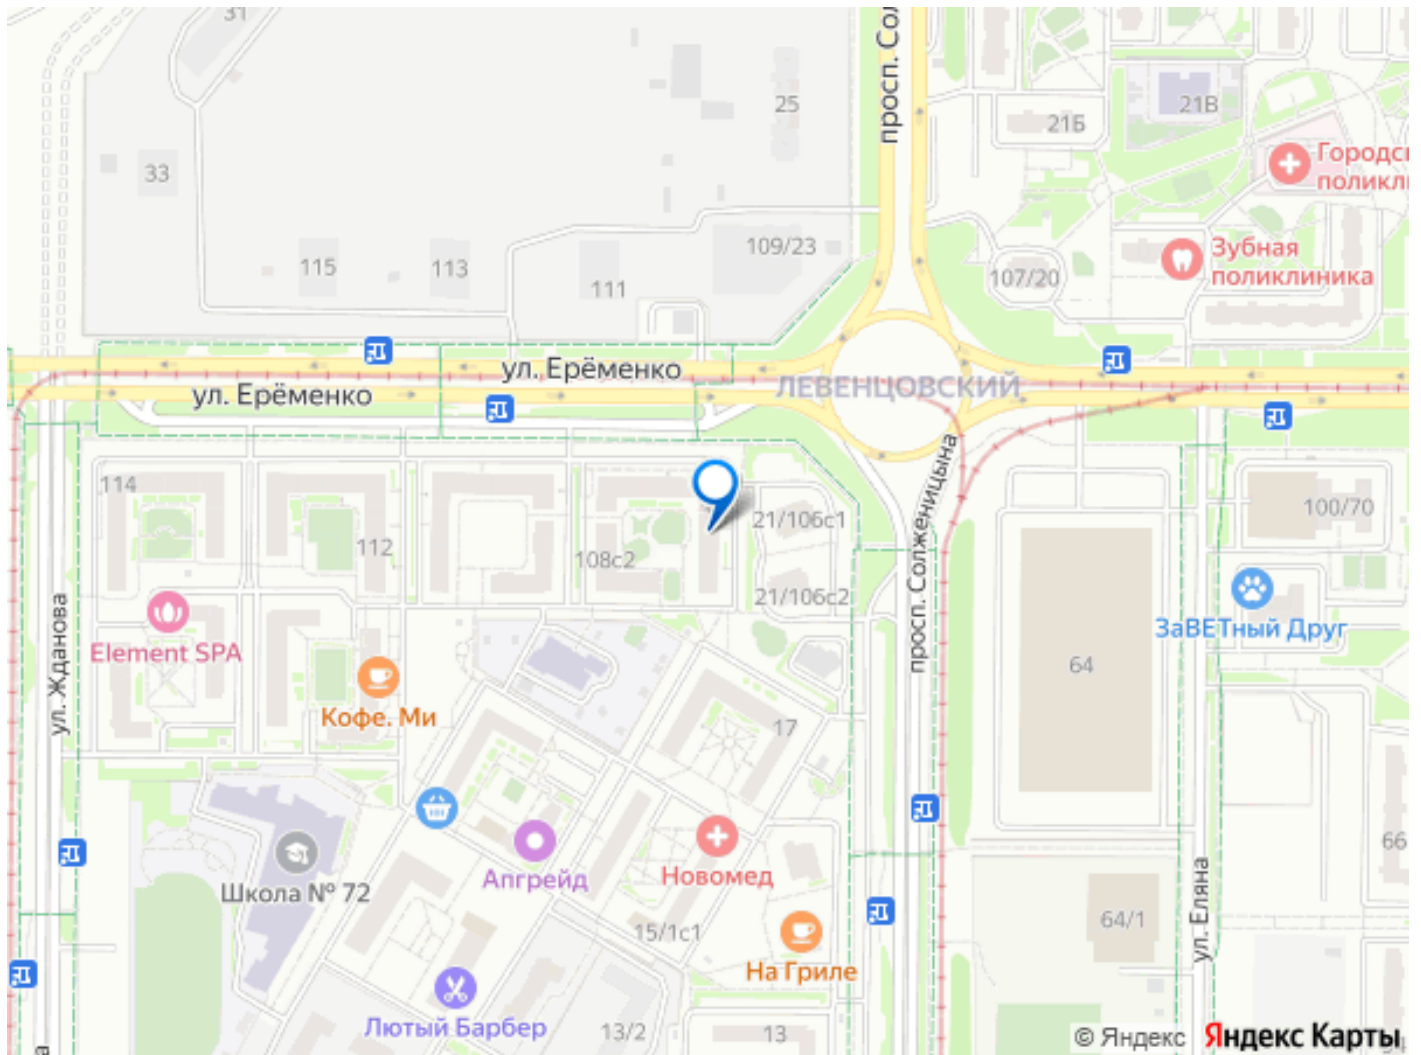 31
просп. Сол
25
21Б
21В
Городс
поликл
33
Зубная
поликлиника
109/23
115
113
107/20
111
ул. Ерёменко
ул. Ерёменко
ЛЕВЕНЦОВСКИЙ
просп. Солженицына
114
21/106с1
100/70
112
108с2
21/106с2
ул. Жданова
Element SPA
ЗаВЕТный Друг
64
Кофе. Ми
17
Школа № 72
Апгрейд
Новомед
66
ул. Еляна
64/1
15/1с1
На Гриле
Лютый Барбер
13/2
13
а
© Яндекс Яндекс Карты